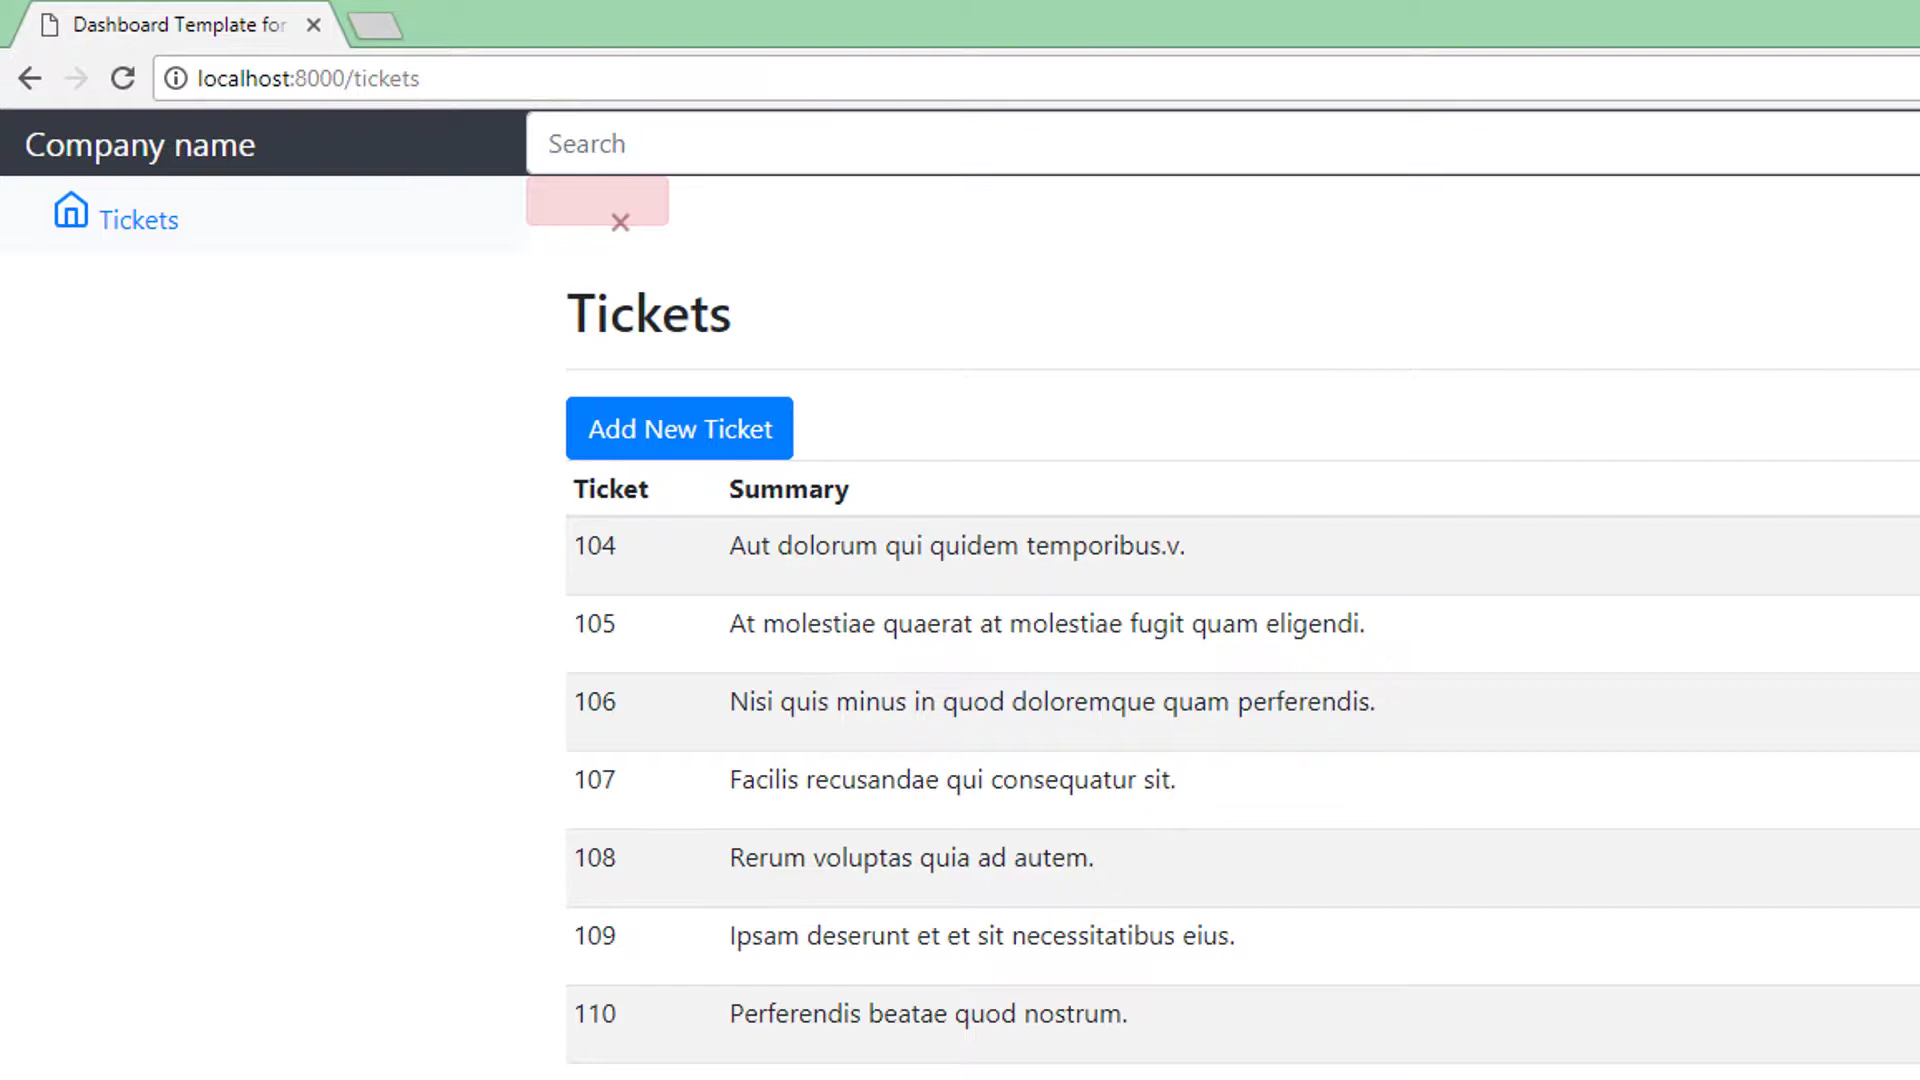 Dashboard Template for
localhost:8000/tickets
Company name
Search
Tickets
Tickets
Add New Ticket
Ticket Summary
104 Aut dolorum qui quidem temporibus.v.
105 At molestiae quaerat at molestiae fugit quam eligendi.
106 Nisi quis minus in quod doloremque quam perferendis.
107 Facilis recusandae qui consequatur sit.
108 Rerum voluptas quia ad autem.
109 Ipsam deserunt et et sit necessitatibus eius.
110 Perferendis beatae quod nostrum.